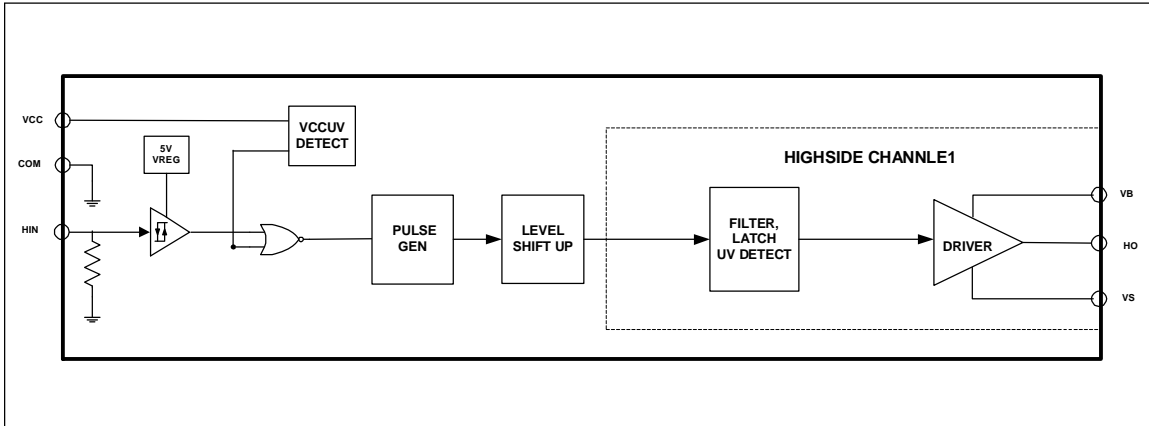 VCC
VCCUV
DETECT
5V
VREG
COM
HIGHSIDE CHANNLE1
VB
HIN
PULSE
GEN
LEVEL
SHIFT UP
FILTER,
LATCH
UV DETECT
DRIVER
HO
VS